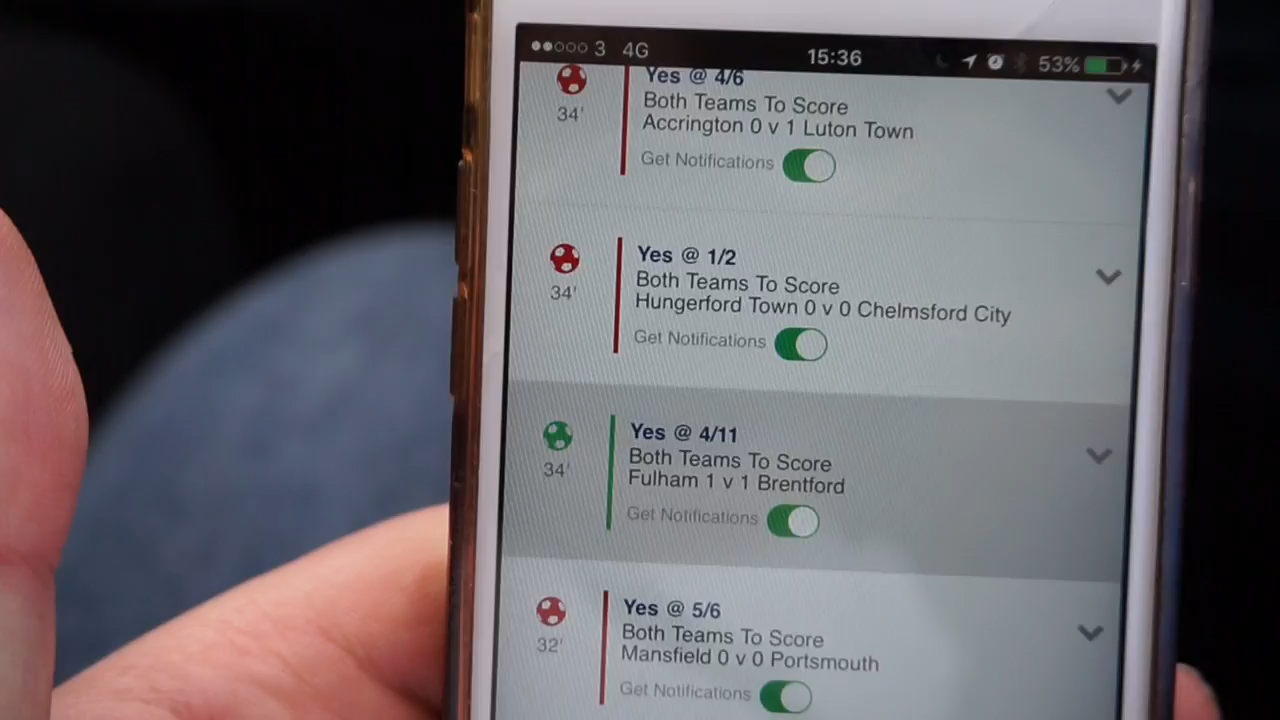 3 4G 15:36 53%
Yes @ 4/6
34'
Both Teams To Score
Accrington 0 v 1 Luton Town
Get Notifications
Yes @ 1/2
34'
Both Teams To Score
Hungerford Town 0 v 0 Chelmsford City
Get Notifications
Yes @ 4/11
34'
Both Teams To Score
Fulham 1 v 1 Brentford
Get Notifications
Yes @ 5/6
32'
Both Teams To Score
Mansfield 0 v 0 Portsmouth
Get Notifications